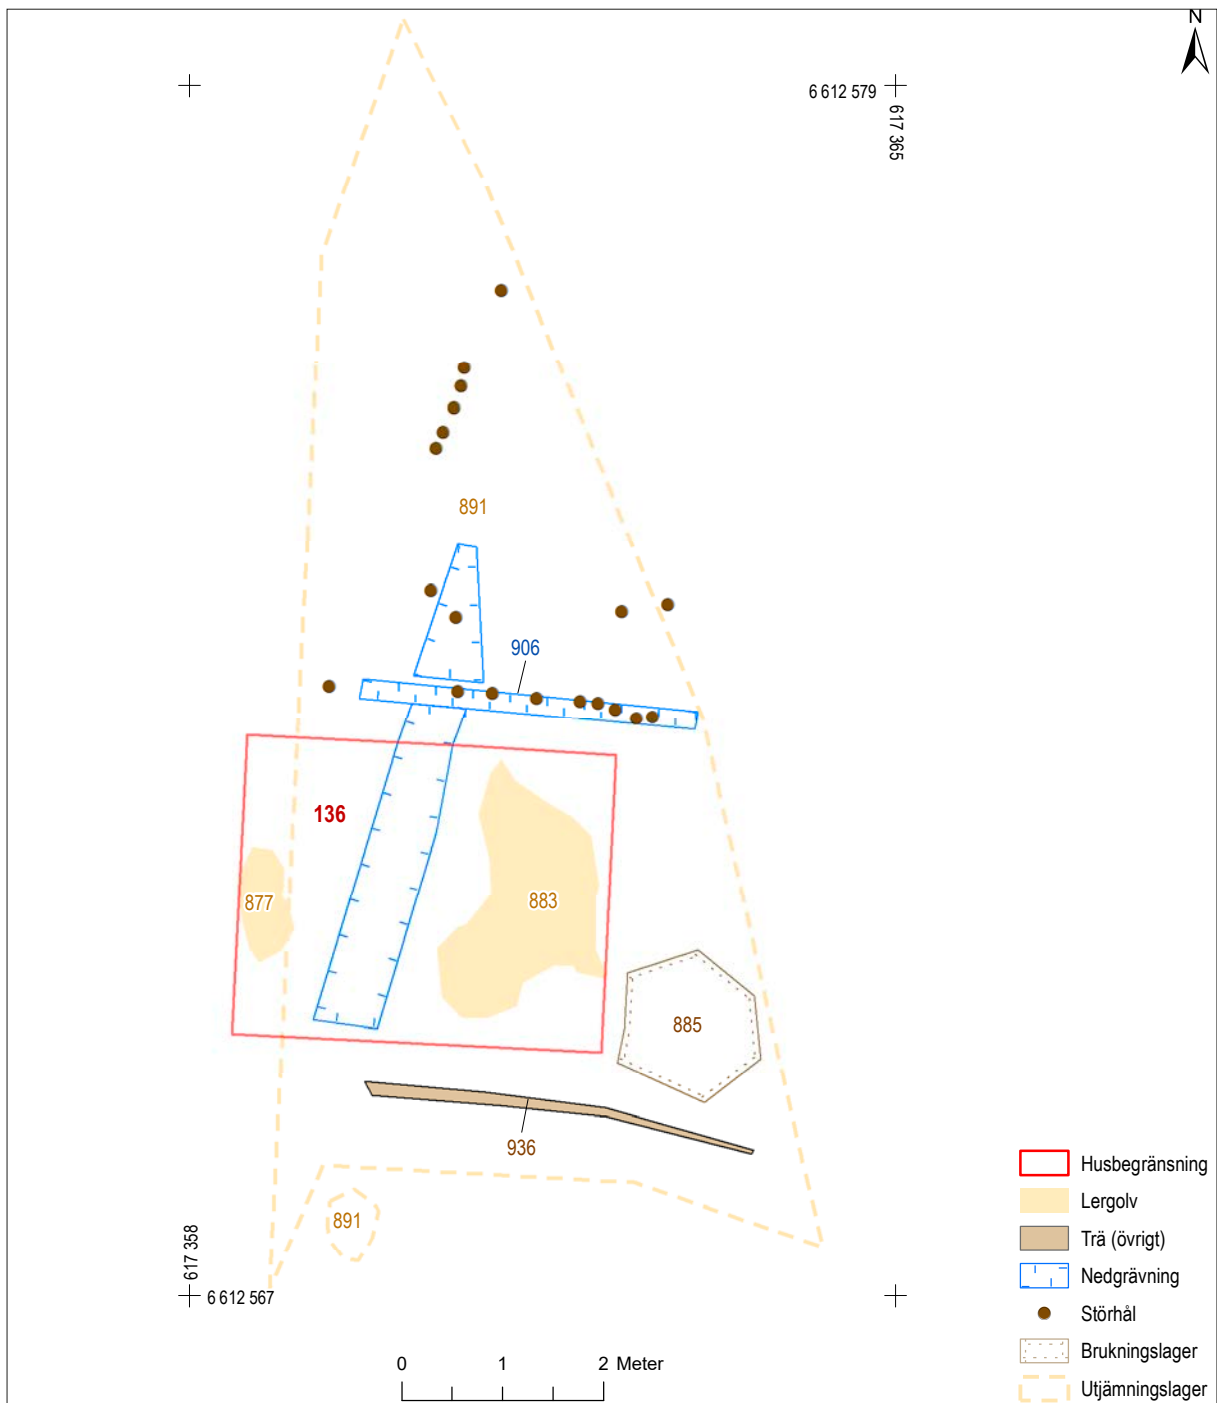 N
6 612 579
617 365
891
906
136
877
883
885
936
891
617 358
6 612 567
0 1 2 Meter
Husbegränsning
Lergolv
Trä (övrigt)
Nedgrävning
Störhål
Brukningslager
Utjämningslager